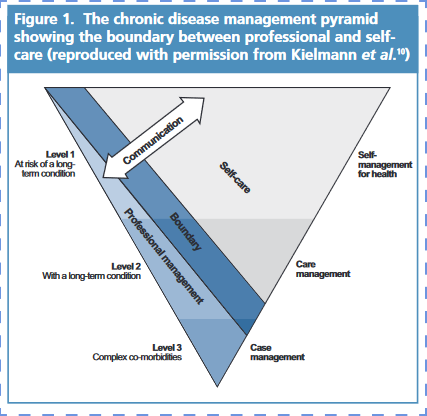 Figure 1. The chronic disease management pyramid
showing the boundary between professional and self-
care (reproduced with permission from Kielmann et al.¹⁰)
Communication
Level 1
At risk of a long-
term condition
Self-care
Self-
management
for health
Boundary
Professional management
Level 2
With a long-term condition
Care
management
Level 3
Complex co-morbidities
Case
management